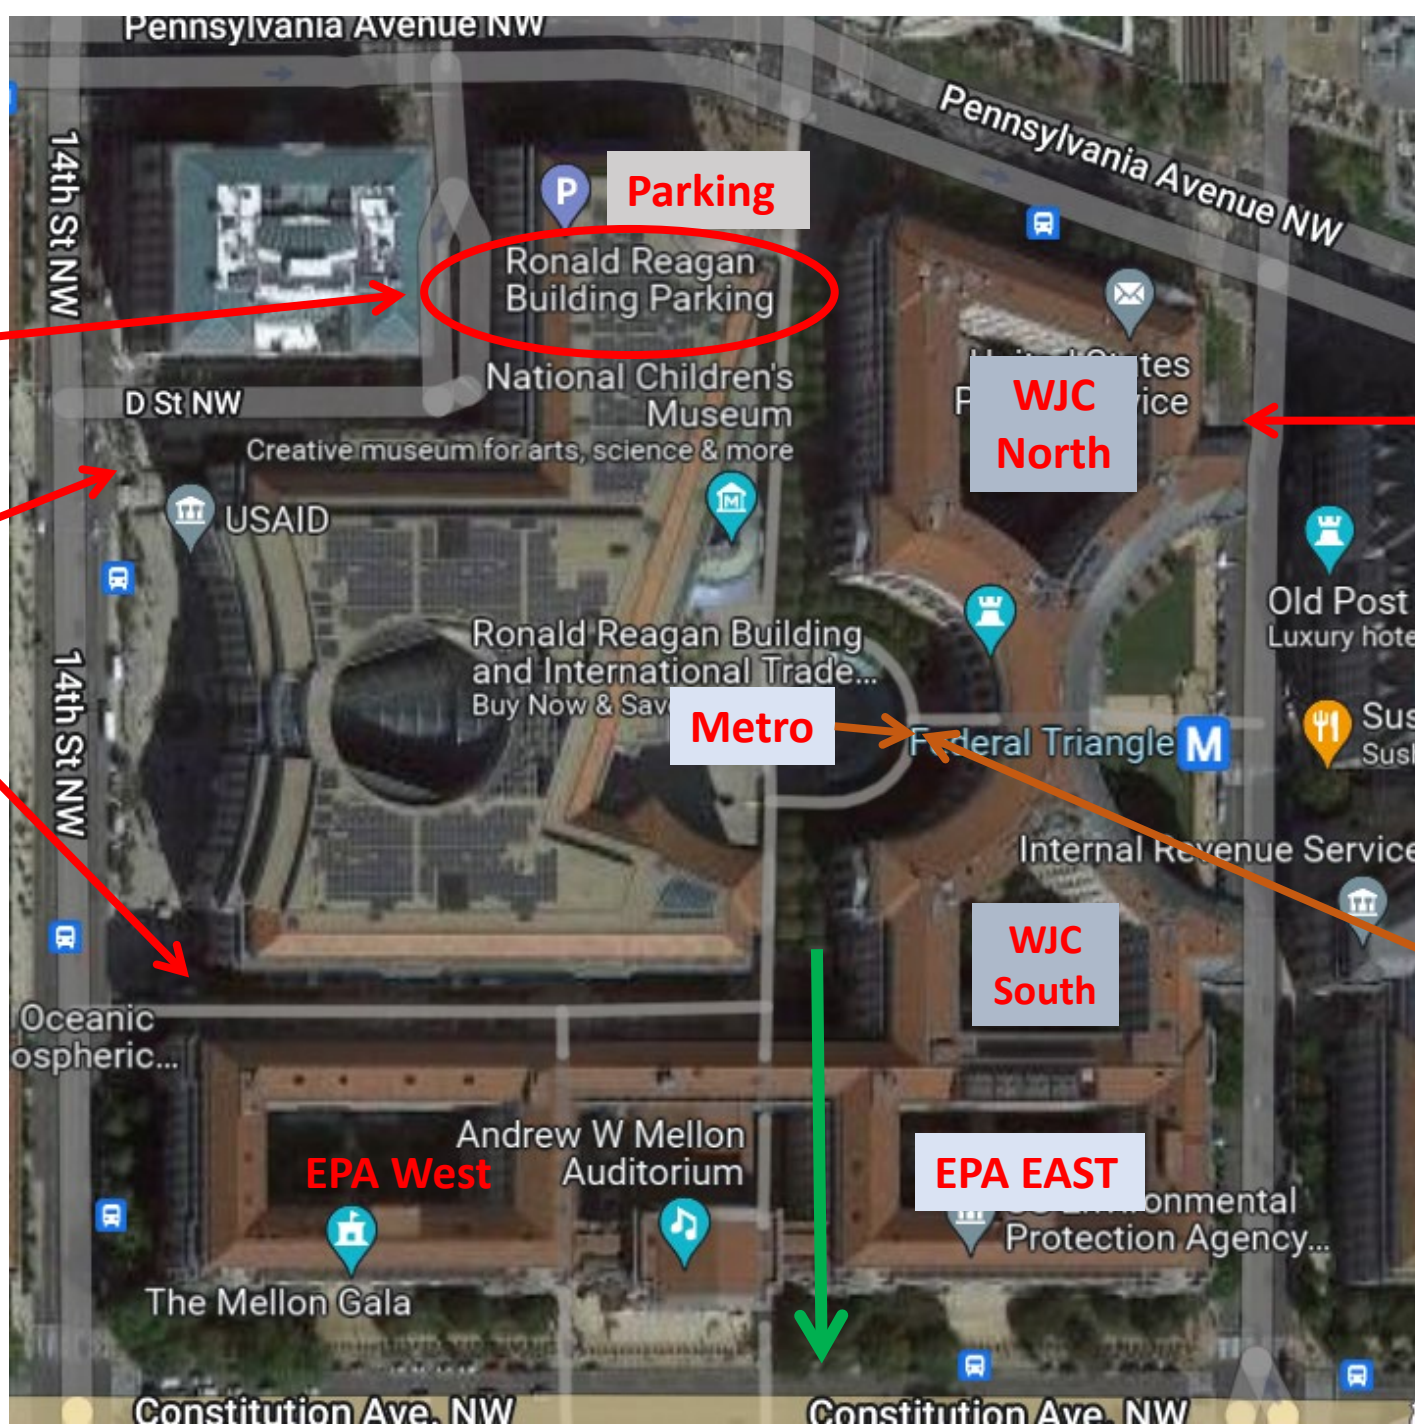 Pennsylvania Avenue NW
Pennsylvania Avenue NW
14th St NW
P
Parking
Ronald Reagan
Building Parking
National Children's
Museum
Creative museum for arts, science & more
D St NW
USAID
WJC
North
Old Post
Luxury hote
14th St NW
Ronald Reagan Building
and International Trade...
Buy Now & Sav
Metro
Federal Triangle
M
Internal Revenue Service
WJC
South
Oceanic
ospheric...
Andrew W Mellon
Auditorium
EPA West
EPA EAST
Protection Agency...
The Mellon Gala
Constitution Ave. NW
Constitution Ave. NW